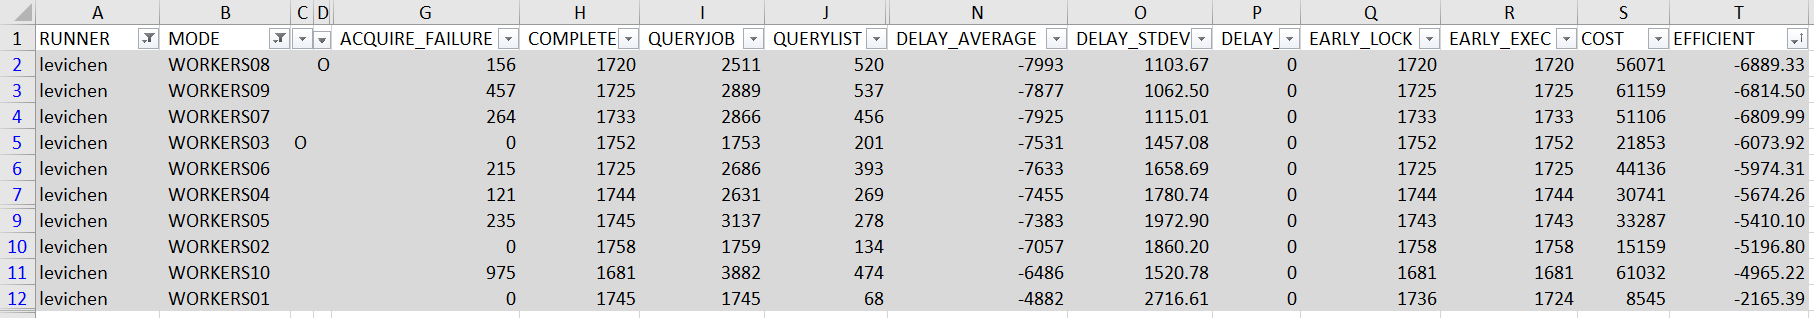 A B C D G H I J N O P Q R S T
1 RUNNER MODE ACQUIRE_FAILURE COMPLETE QUERYJOB QUERYLIST DELAY_AVERAGE DELAY_STDEV DELAY_ EARLY_LOCK EARLY_EXEC COST EFFICIENT
2 levichen WORKERS08 O 156 1720 2511 520 -7993 1103.67 0 1720 1720 56071 -6889.33
3 levichen WORKERS09 457 1725 2889 537 -7877 1062.50 0 1725 1725 61159 -6814.50
4 levichen WORKERS07 264 1733 2866 456 -7925 1115.01 0 1733 1733 51106 -6809.99
5 levichen WORKERS03 O 0 1752 1753 201 -7531 1457.08 0 1752 1752 21853 -6073.92
6 levichen WORKERS06 215 1725 2686 393 -7633 1658.69 0 1725 1725 44136 -5974.31
7 levichen WORKERS04 121 1744 2631 269 -7455 1780.74 0 1744 1744 30741 -5674.26
9 levichen WORKERS05 235 1745 3137 278 -7383 1972.90 0 1743 1743 33287 -5410.10
10 levichen WORKERS02 0 1758 1759 134 -7057 1860.20 0 1758 1758 15159 -5196.80
11 levichen WORKERS10 975 1681 3882 474 -6486 1520.78 0 1681 1681 61032 -4965.22
12 levichen WORKERS01 0 1745 1745 68 -4882 2716.61 0 1736 1724 8545 -2165.39